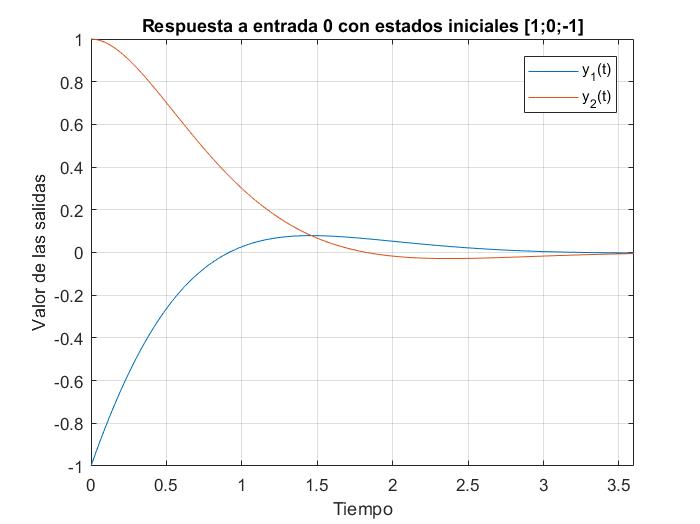 Respuesta a entrada 0 con estados iniciales [1;0;-1]
y1(t)
y2(t)
1
0.8
0.6
0.4
0.2
0
-0.2
-0.4
-0.6
-0.8
-1
Valor de las salidas
0 0.5 1 1.5 2 2.5 3 3.5
Tiempo